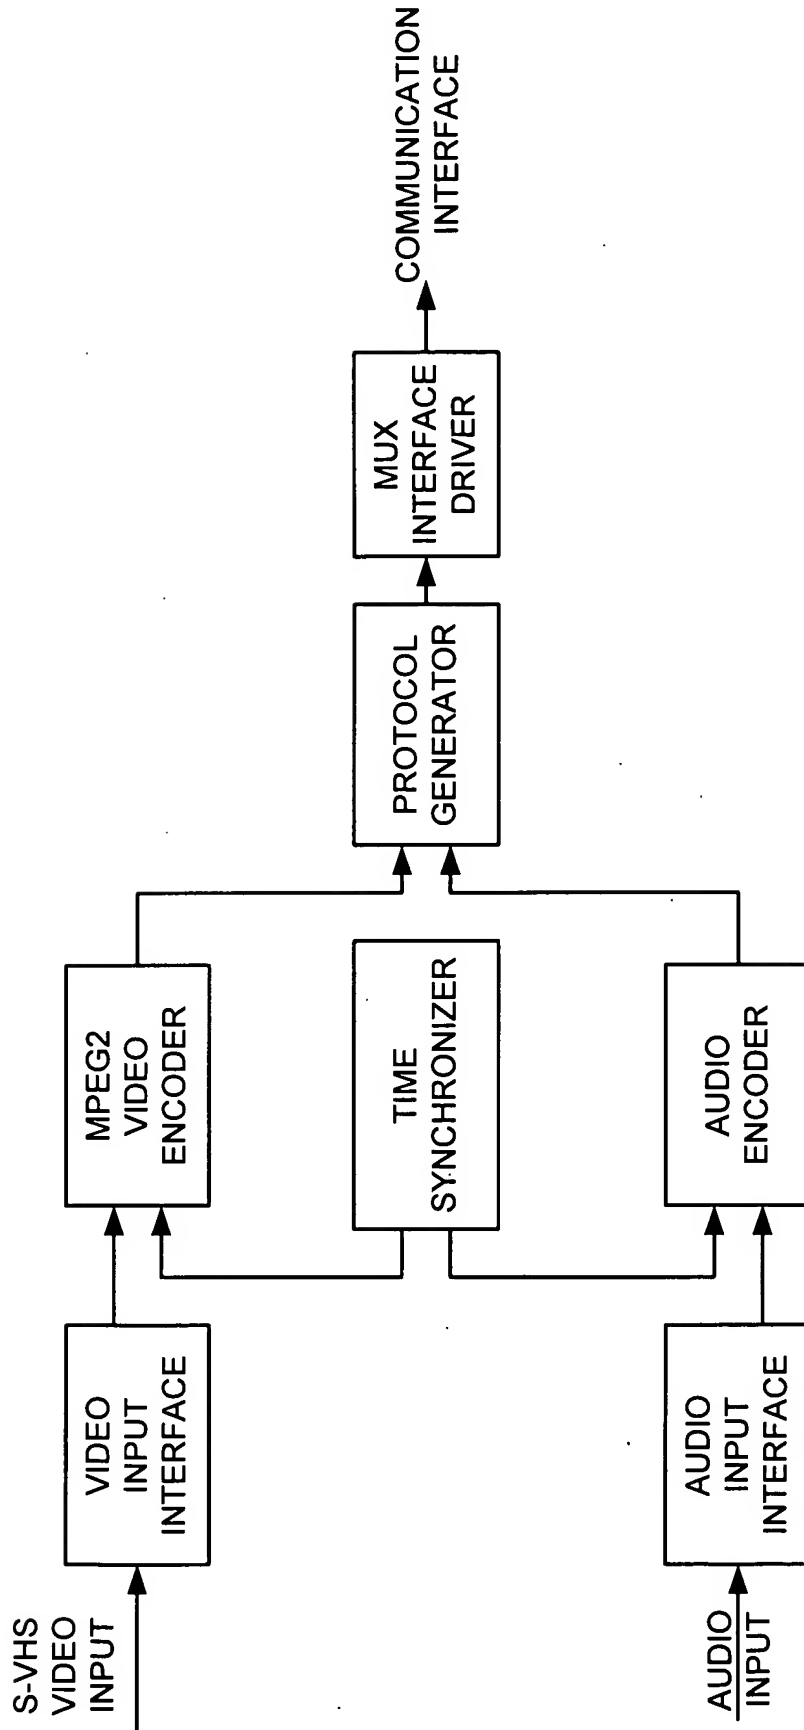 S-VHS
VIDEO
INPUT
VIDEO
INPUT
INTERFACE
MPEG2
VIDEO
ENCODER
TIME
SYNCHRONIZER
AUDIO
INPUT
AUDIO
INPUT
INTERFACE
AUDIO
ENCODER
PROTOCOL
GENERATOR
MUX
INTERFACE
DRIVER
COMMUNICATION
INTERFACE